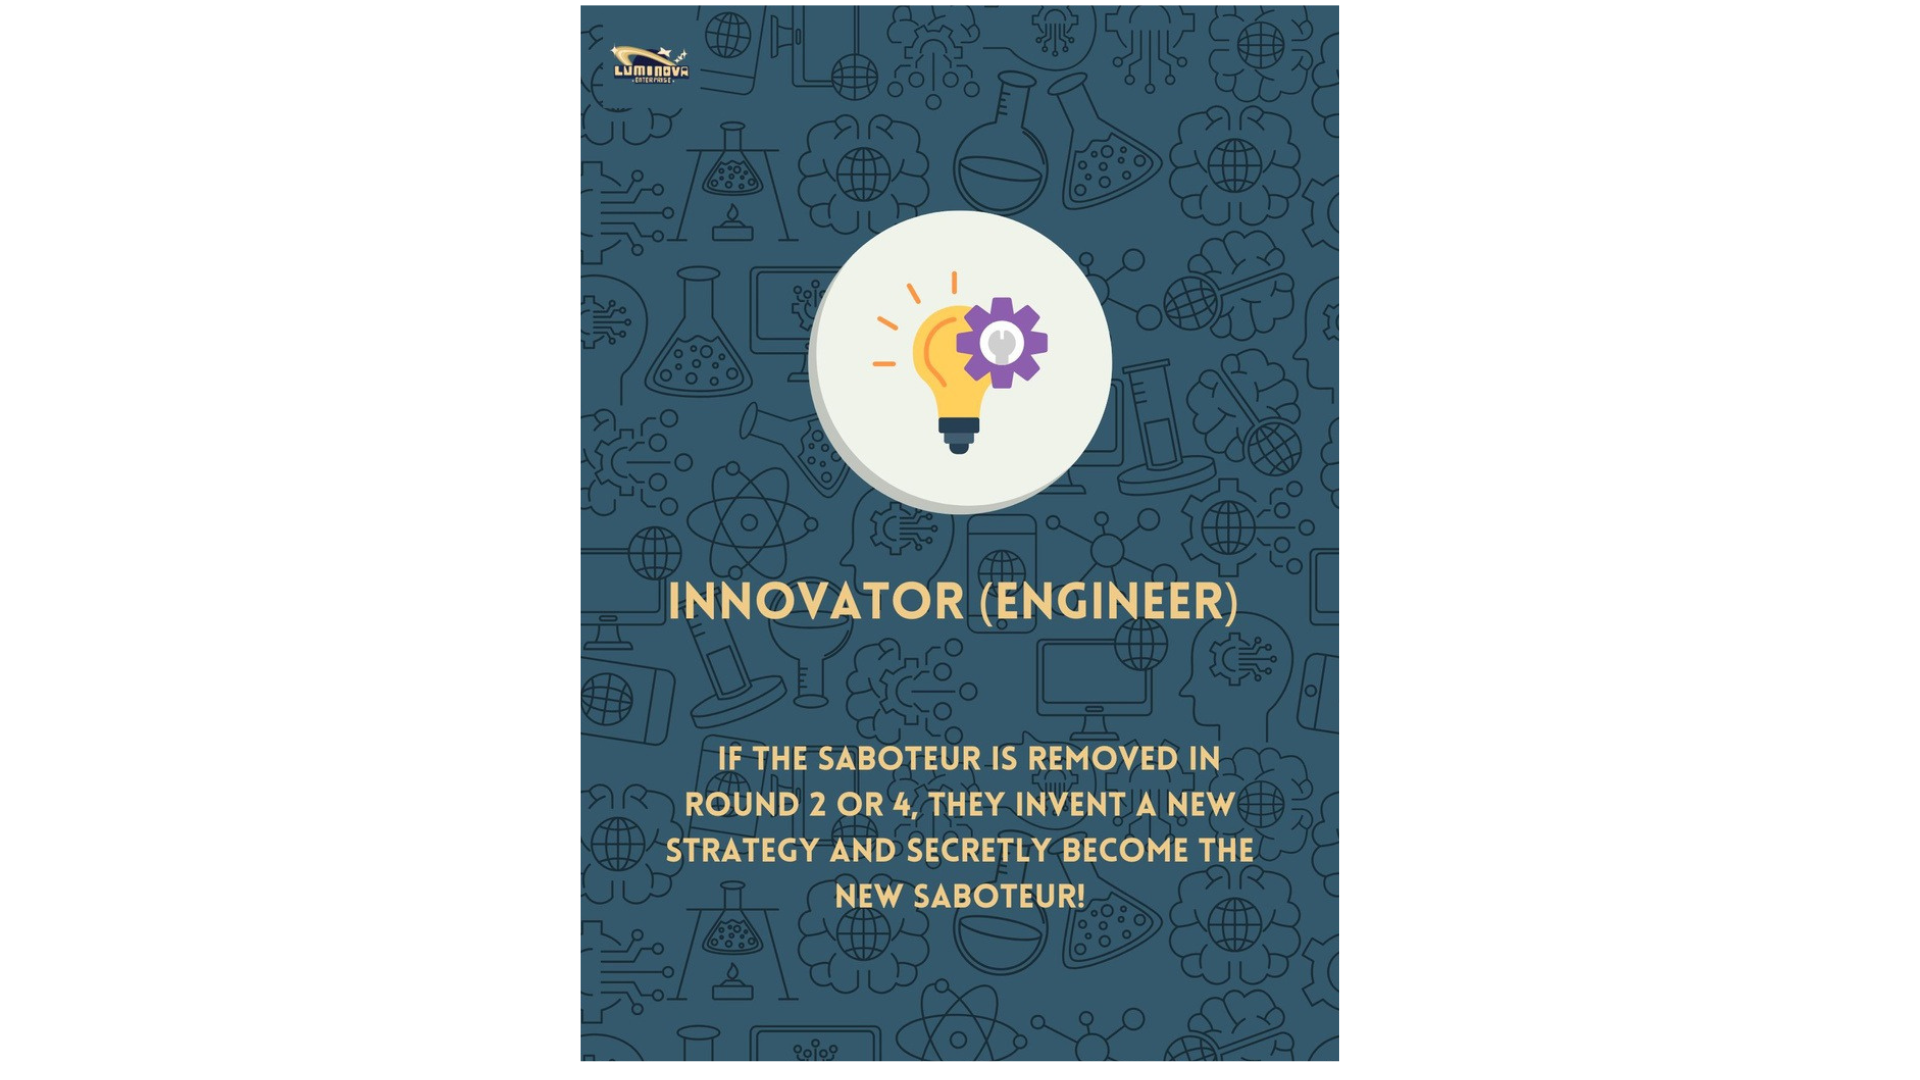 LUMINOVA
ENTERPRISE
INNOVATOR (ENGINEER)
IF THE SABOTEUR IS REMOVED IN
ROUND 2 OR 4, THEY INVENT A NEW
STRATEGY AND SECRETLY BECOME THE
NEW SABOTEUR!